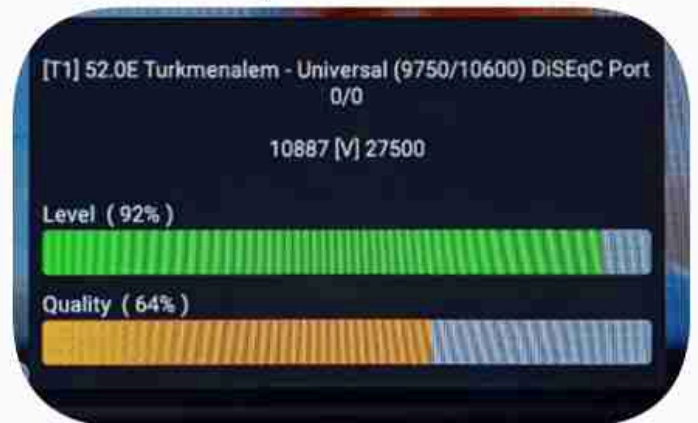 [T1] 52.0E Turkmenalem - Universal (9750/10600) DiSEqC Port
0/0
10887 [V] 27500
Level ( 92% )
Quality ( 64% )